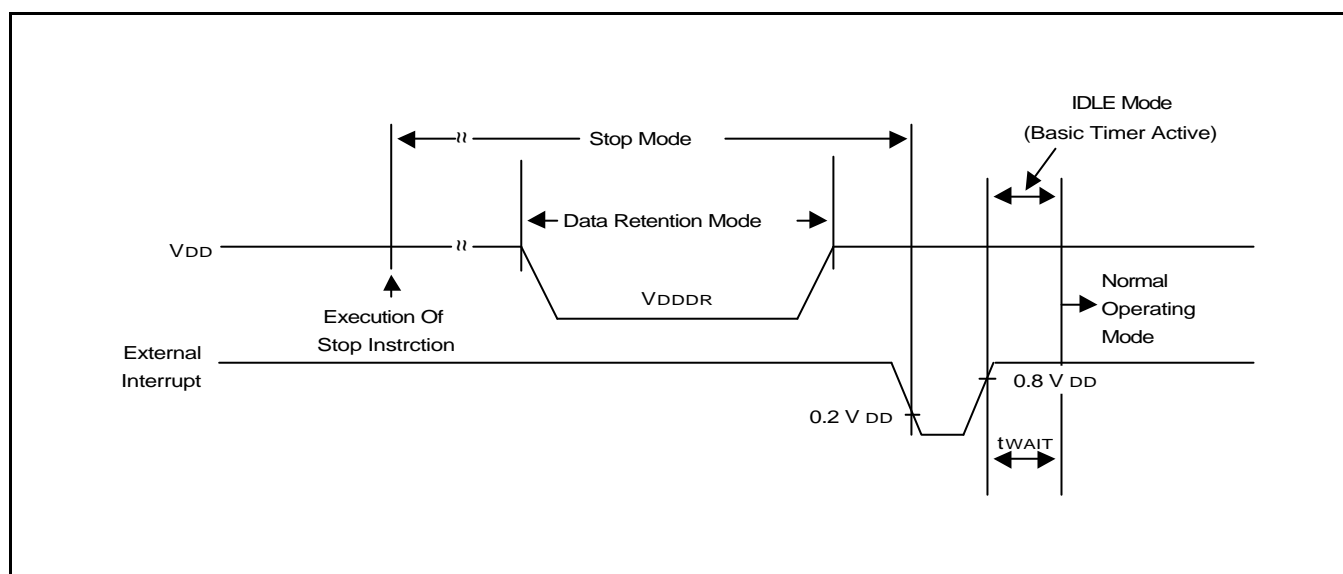 IDLE Mode
(Basic Timer Active)
Stop Mode
Data Retention Mode
VDD
VDDDR
Execution Of
Stop Instrction
Normal
Operating
Mode
External
Interrupt
0.8 V DD
0.2 V DD
tWAIT